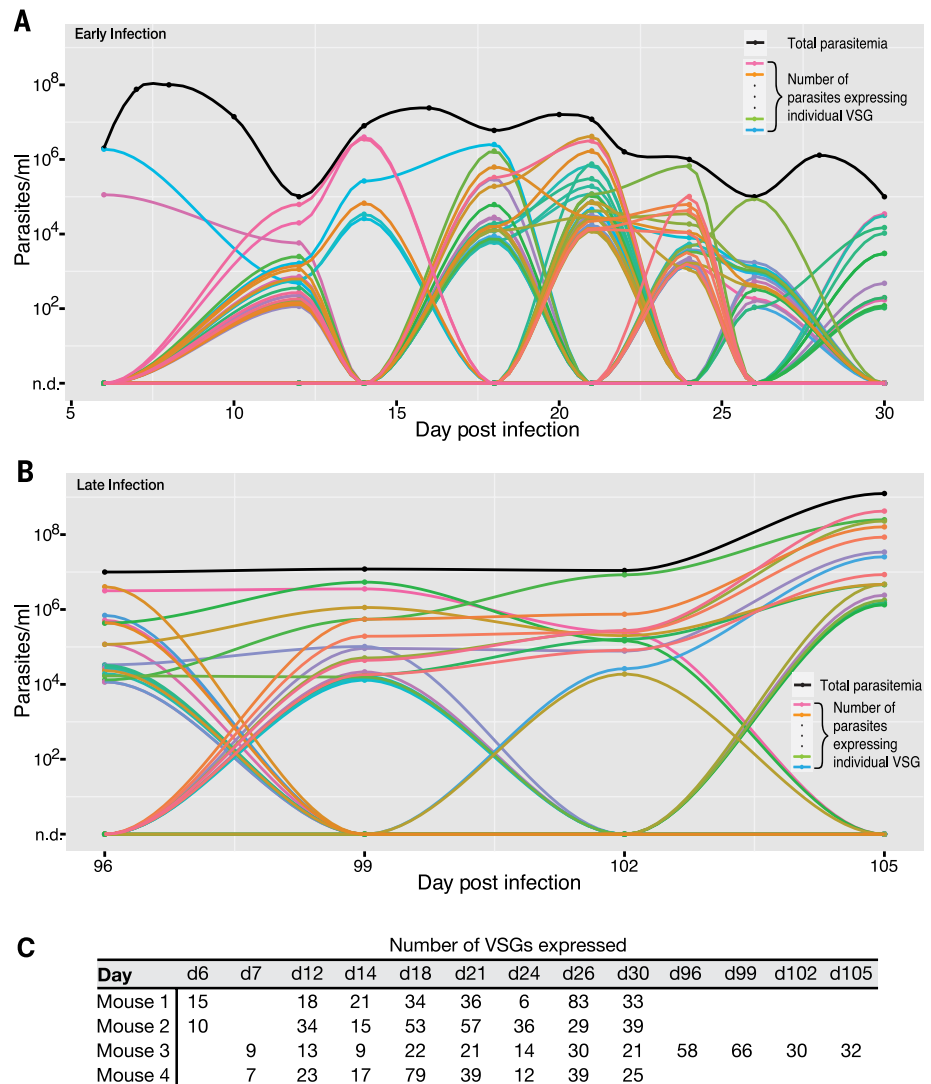 A
Early Infection
Total parasitemia
Number of
parasites expressing
individual VSG
Parasites/ml
10^8
10^6
10^4
10^2
n.d.
5 10 15 20 25 30
Day post infection
B
Late Infection
Total parasitemia
Number of
parasites
expressing
individual VSG
Parasites/ml
10^8
10^6
10^4
10^2
n.d.
96 99 102 105
Day post infection
C
Number of VSGs expressed
Day d6 d7 d12 d14 d18 d21 d24 d26 d30 d96 d99 d102 d105
Mouse 1 15 18 21 34 36 6 83 33
Mouse 2 10 34 15 53 57 36 29 39
Mouse 3 9 13 9 22 21 14 30 21 58 66 30 32
Mouse 4 7 23 17 79 39 12 39 25